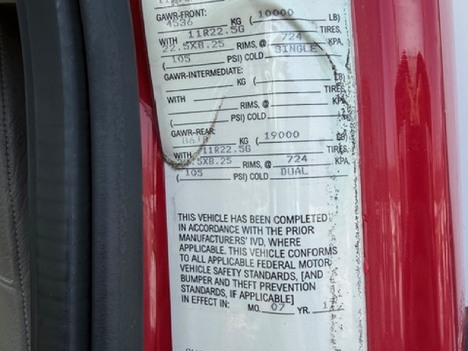 GAWR-FRONT:
4536 KG ( 10000 LB)
WITH 11R22.5G TIRES,
22.5X8.25 RIMS, @ 724 KPA,
( 105 PSI) COLD SINGLE
GAWR-INTERMEDIATE:
KG ( LB)
WITH TIRES,
RIMS, @ KPA,
( PSI) COLD
GAWR-REAR:
KG ( 19000 LB)
WITH 11R22.5G TIRES,
RIMS, @ 724 KPA,
( 105 PSI) COLD DUAL
THIS VEHICLE HAS BEEN COMPLETED
IN ACCORDANCE WITH THE PRIOR
MANUFACTURERS' IVD, WHERE
APPLICABLE. THIS VEHICLE CONFORMS
TO ALL APPLICABLE FEDERAL MOTOR
VEHICLE SAFETY STANDARDS, [AND
BUMPER AND THEFT PREVENTION
STANDARDS, IF APPLICABLE]
IN EFFECT IN: MO. 07 YR.